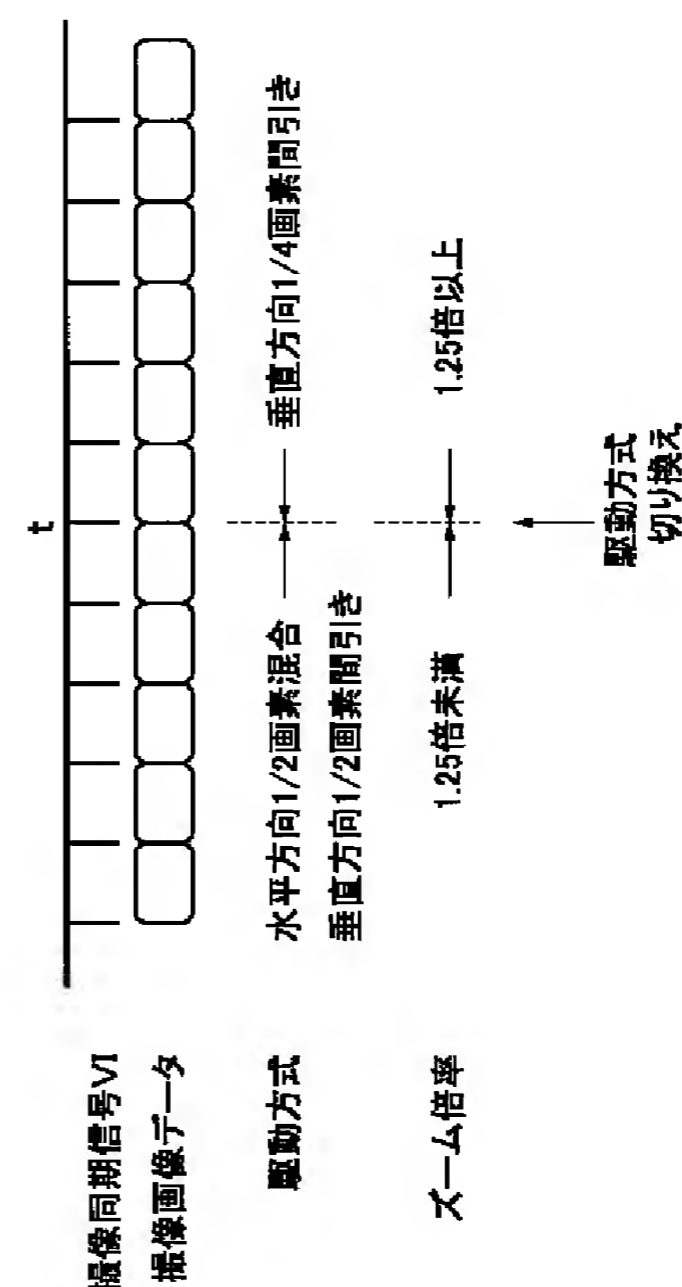 t
撮像同期信号VI
撮像画像データ
駆動方式
水平方向1/2画素混合
垂直方向1/2画素間引き
垂直方向1/4画素間引き
ズーム倍率
1.25倍未満
1.25倍以上
駆動方式
切り換え